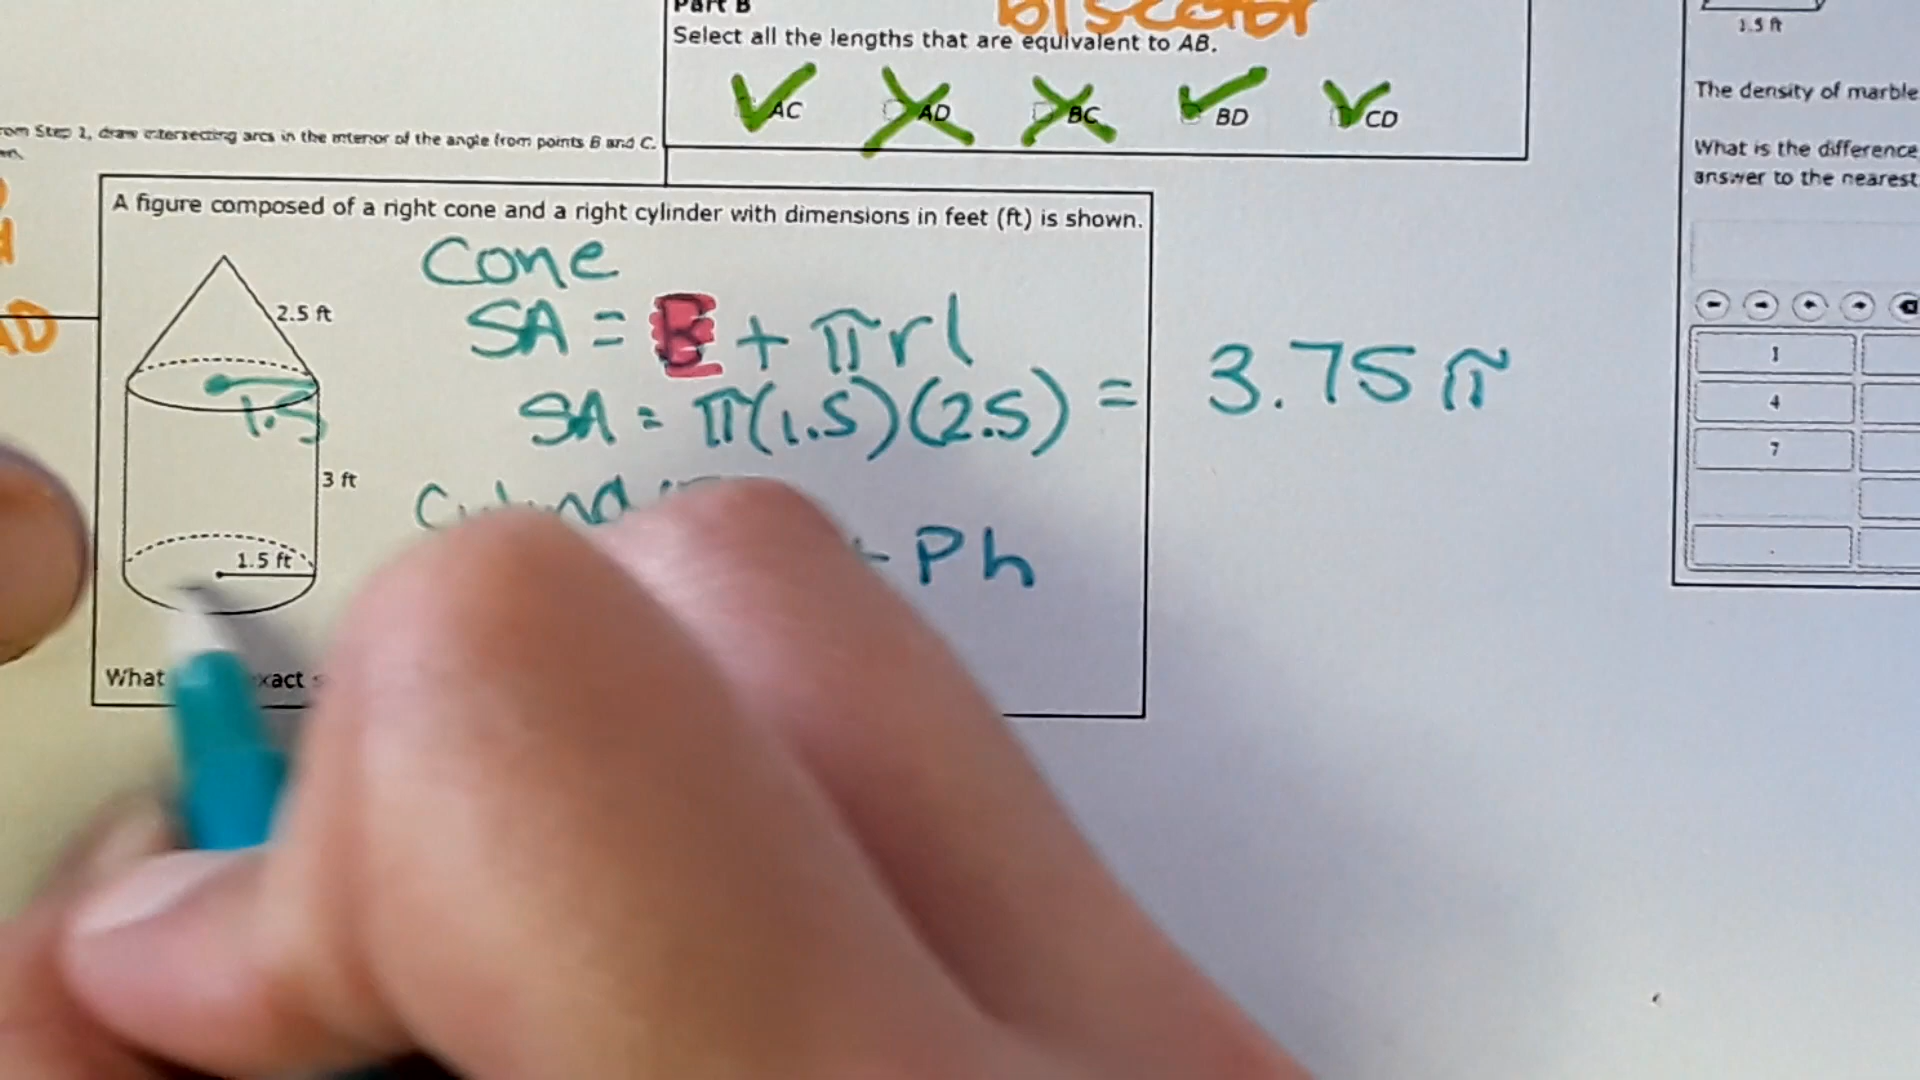 Part B
Bisector
Select all the lengths that are equivalent to AB.
AC AD BC BD CD
rom Step 1, draw intersecting arcs in the interior of the angle from points B and C.
AD
A figure composed of a right cone and a right cylinder with dimensions in feet (ft) is shown.
Cone
2.5 ft
SA = B + πrl
1.5
SA = π(1.5)(2.5) = 3.75π
3 ft
+ Ph
1.5 ft
What xact
1.5 ft
The density of marble
What is the difference
answer to the nearest
1
4
7
.